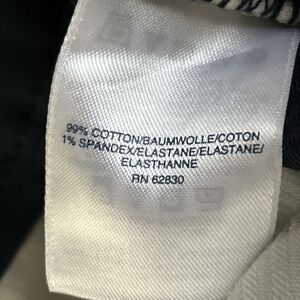 99% COTTON/BAUMWOLLE/COTON
1% SPANDEX/ELASTANE/ELASTANE/
ELASTHANNE
RN 62830